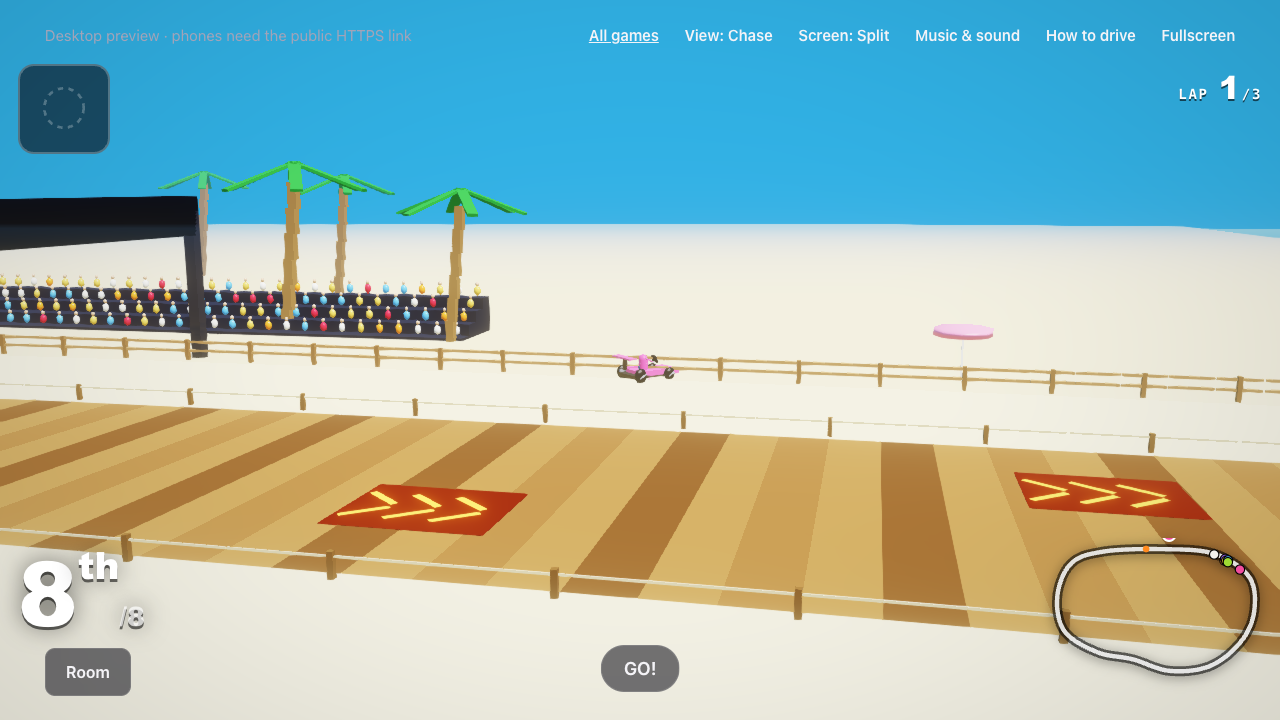 Desktop preview · phones need the public HTTPS link
All games
View: Chase
Screen: Split
Music & sound
How to drive
Fullscreen
LAP 1/3
8th/8
Room
GO!